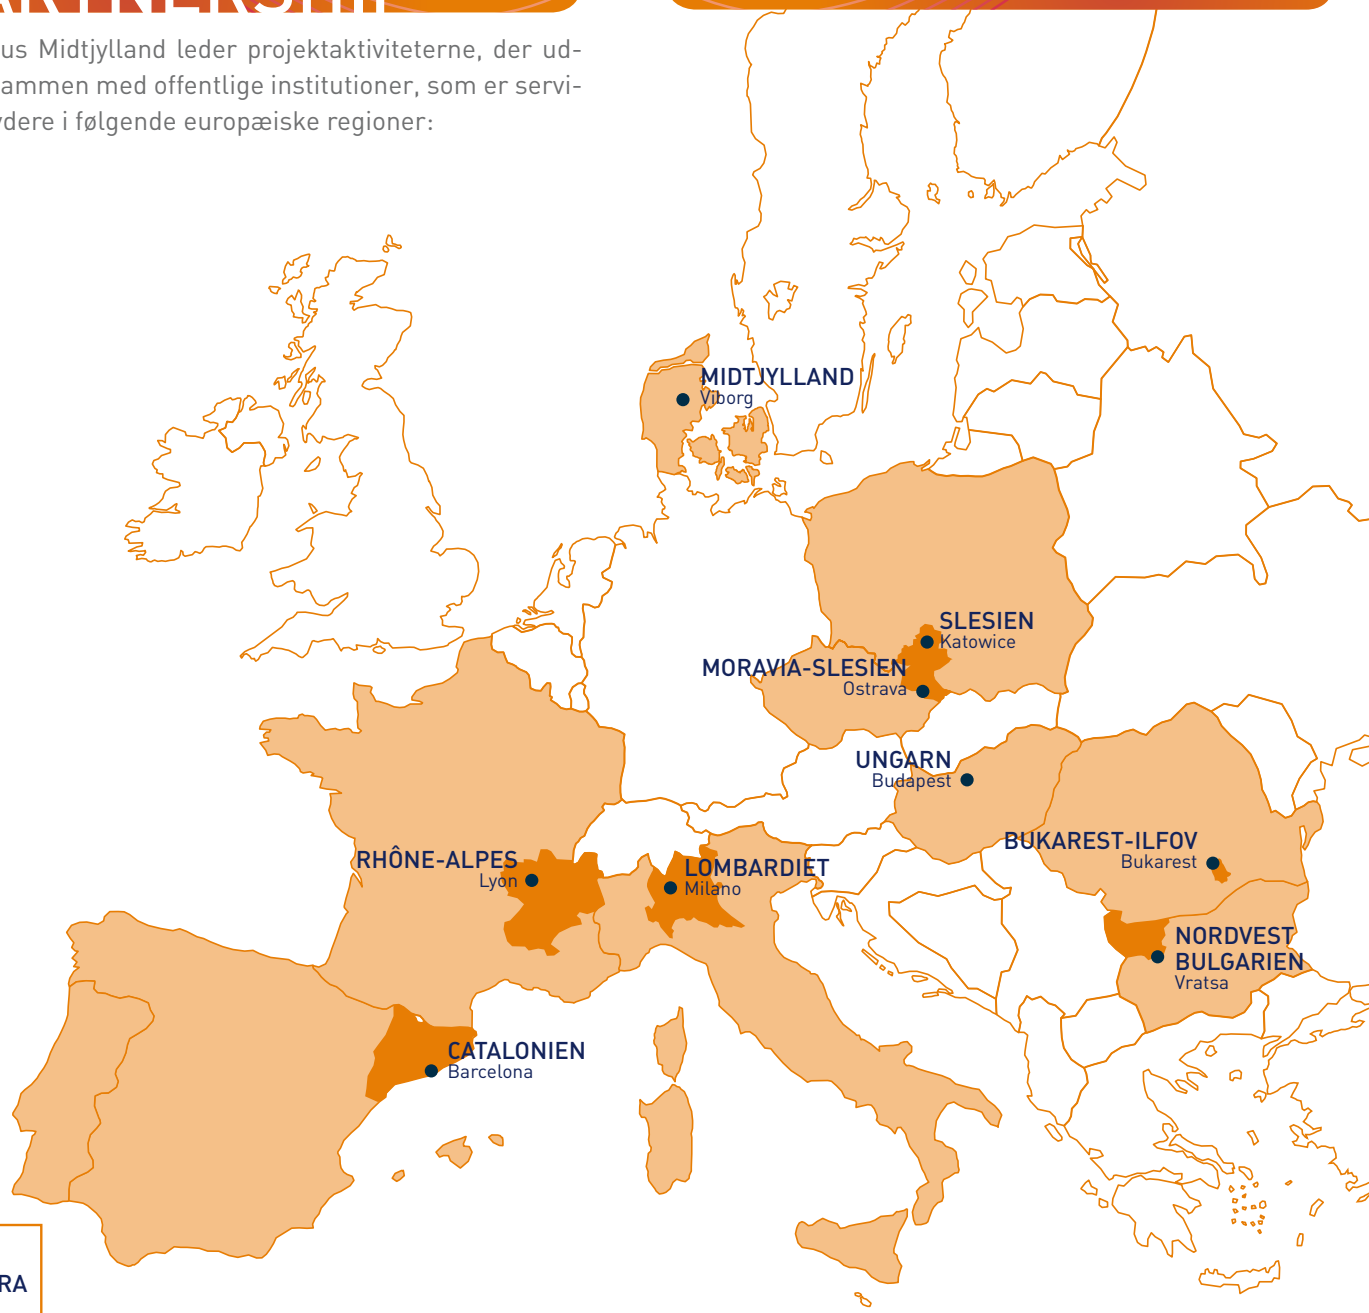 us Midtjylland leder projektaktiviteterne, der ud-
ammen med offentlige institutioner, som er servi-
ydere i følgende europæiske regioner:
MIDTJYLLAND
Viborg
SLESIEN
Katowice
MORAVIA-SLESIEN
Ostrava
UNGARN
Budapest
BUKAREST-ILFOV
Bukarest
RHÔNE-ALPES
Lyon
LOMBARDIET
Milano
NORDVEST
BULGARIEN
Vratsa
CATALONIEN
Barcelona
RA